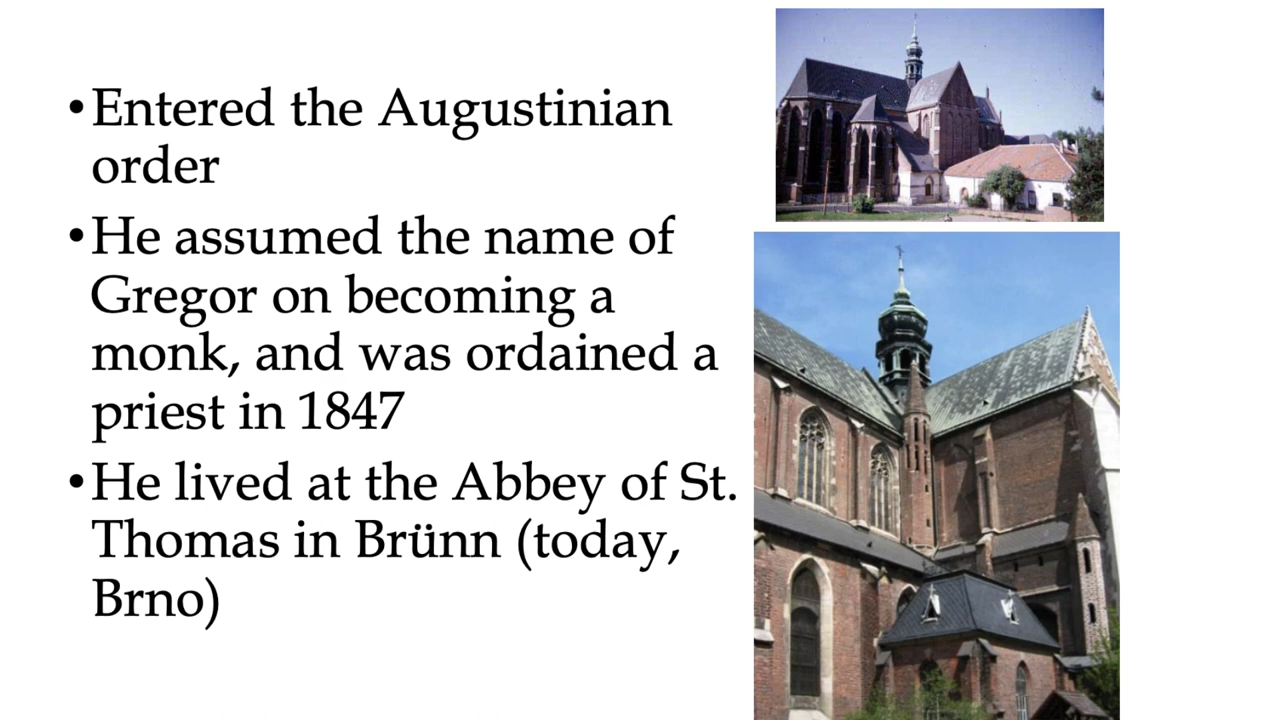 •Entered the Augustinian
order
•He assumed the name of
Gregor on becoming a
monk, and was ordained a
priest in 1847
•He lived at the Abbey of St.
Thomas in Brünn (today,
Brno)